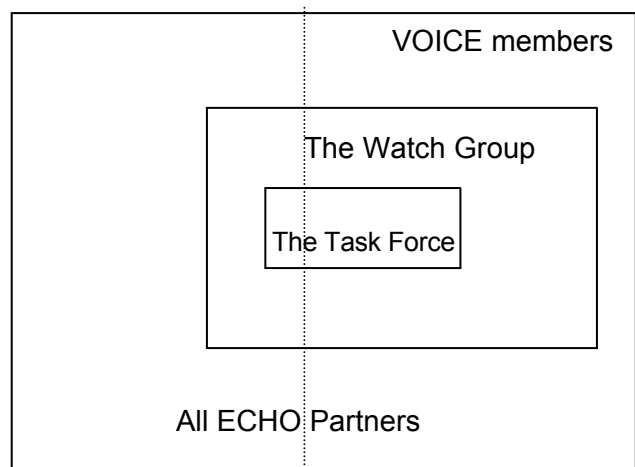 VOICE members
The Watch Group
The Task Force
All ECHO Partners